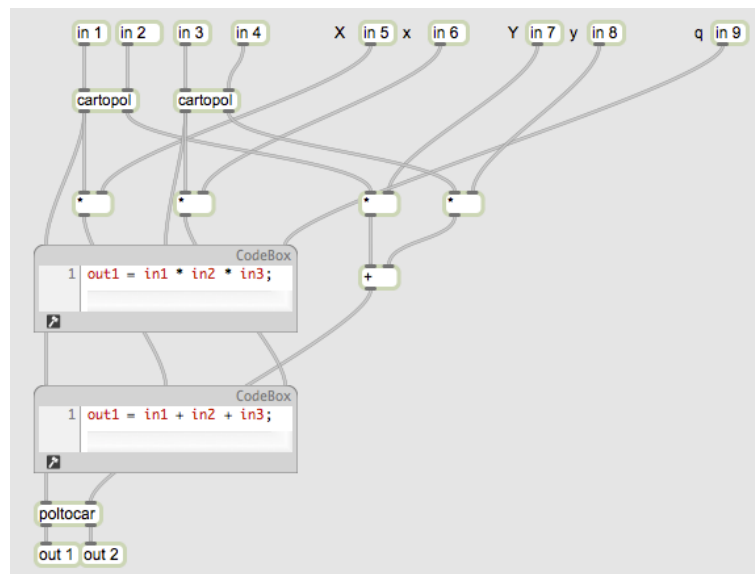 in 1 in 2 in 3 in 4 X in 5 x in 6 Y in 7 y in 8 q in 9
cartopol cartopol
* * * *
CodeBox
1 out1 = in1 * in2 * in3;
+
CodeBox
1 out1 = in1 + in2 + in3;
poltocar
out 1 out 2